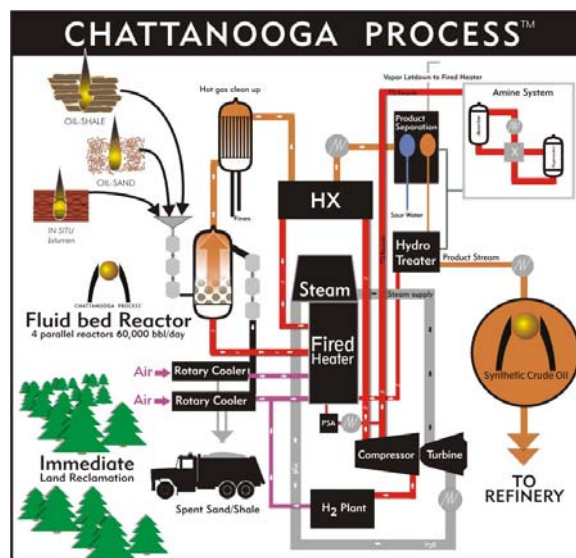 CHATTANOOGA PROCESS™
OIL-SHALE
OIL-SAND
IN SITU
bitumen
CHATTANOOGA PROCESS
Fluid bed Reactor
4 parallel reactors 60,000 bbl/day
Hot gas clean up
Fines
HX
Vapor Letdown to Fired Heater
Product
Separation
Sour Water
Amine System
Hydro
Treater
Product Stream
Steam
Steam supply
Fired
Heater
Air
Rotary Cooler
Air
Rotary Cooler
PSA
Compressor
Turbine
H2 Plant
Synthetic Crude Oil
TO
REFINERY
Immediate
Land Reclamation
Spent Sand/Shale